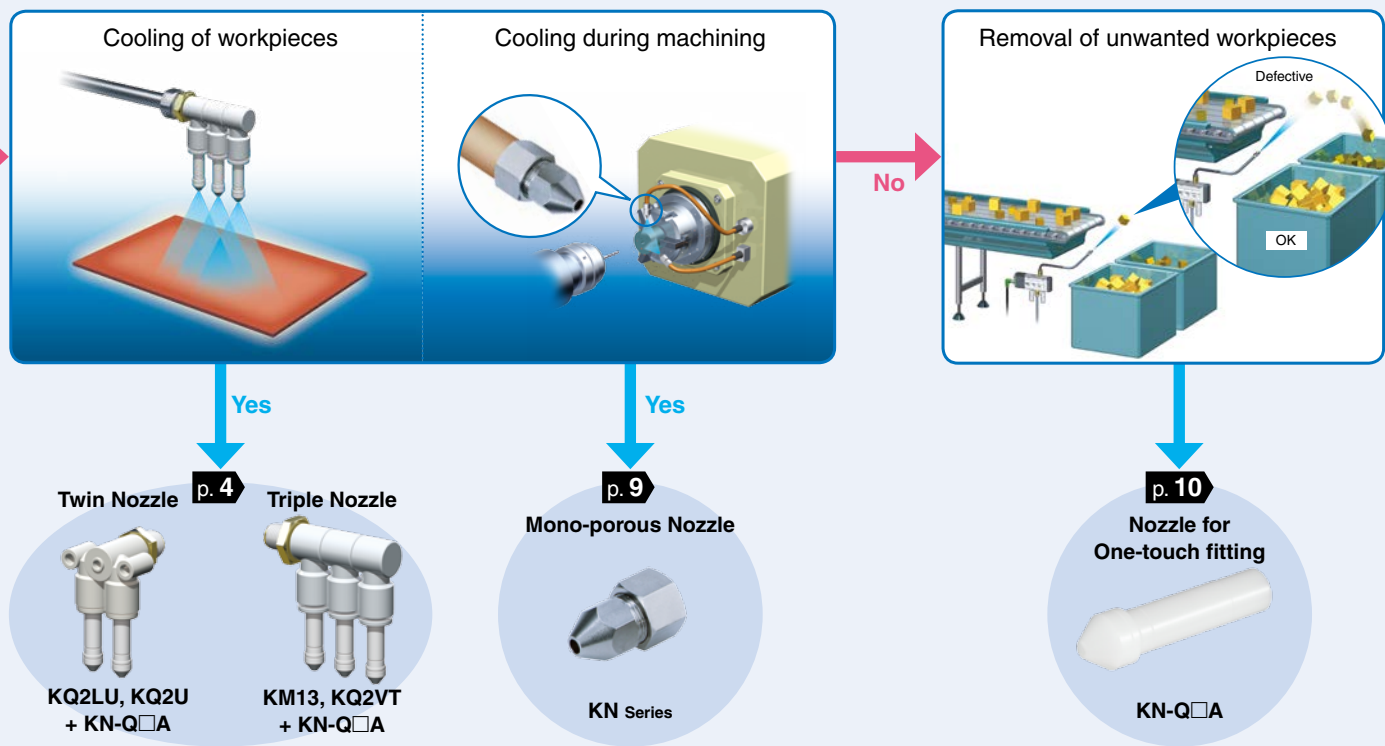 Cooling of workpieces
Cooling during machining
No
Removal of unwanted workpieces
Defective
OK
Yes
Yes
p. 4
Twin Nozzle
Triple Nozzle
KQ2LU, KQ2U
+ KN-Q□A
KM13, KQ2VT
+ KN-Q□A
p. 9
Mono-porous Nozzle
KN Series
p. 10
Nozzle for
One-touch fitting
KN-Q□A